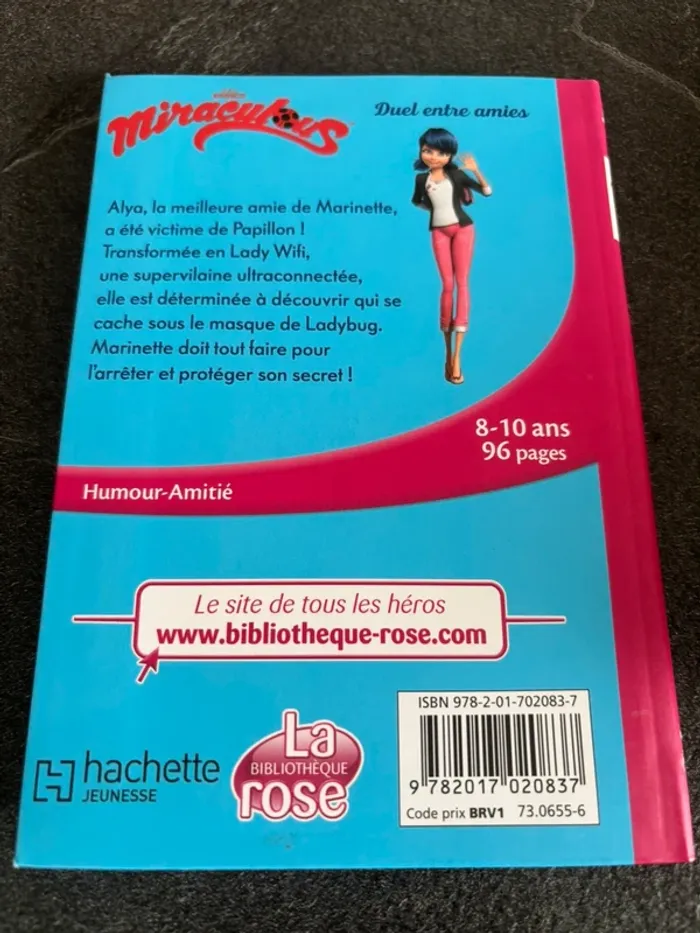 Miraculous
Duel entre amies
Alya, la meilleure amie de Marinette,
a été victime de Papillon !
Transformée en Lady Wifi,
une supervilaine ultraconnectée,
elle est déterminée à découvrir qui se
cache sous le masque de Ladybug.
Marinette doit tout faire pour
l'arrêter et protéger son secret !
8-10 ans
96 pages
Humour-Amitié
Le site de tous les héros
www.bibliotheque-rose.com
ISBN 978-2-01-702083-7
9 782017 020837
Code prix BRV1 73.0655-6
hachette
JEUNESSE
La
BIBLIOTHÈQUE
rose